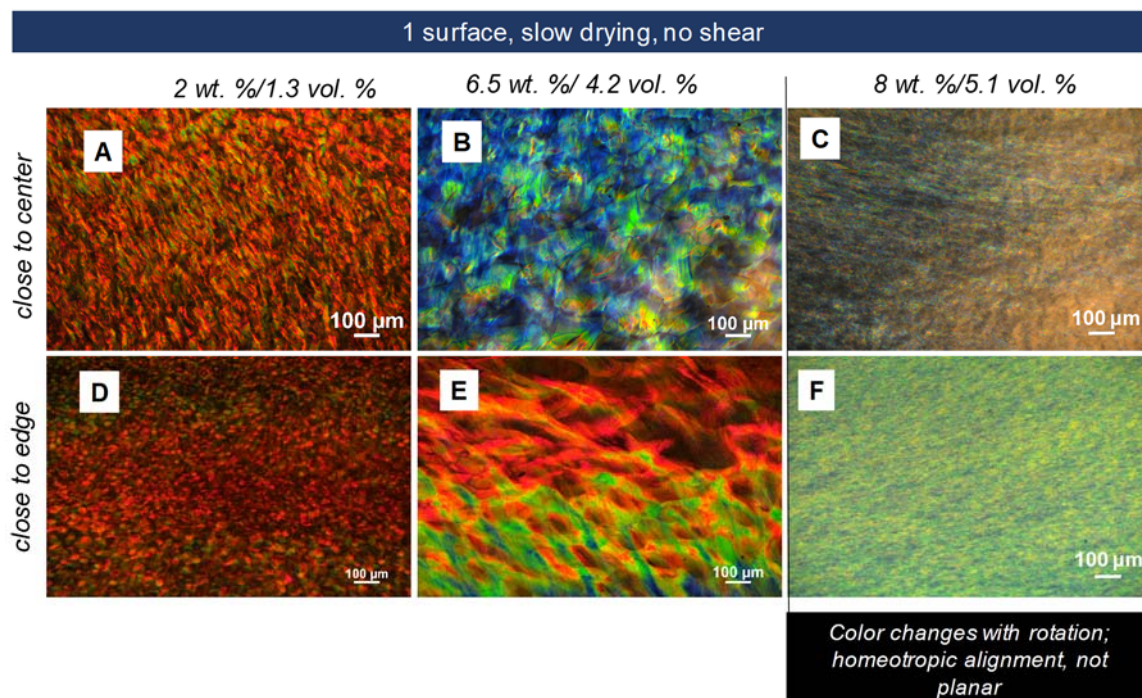 1 surface, slow drying, no shear
2 wt. %/1.3 vol. %
6.5 wt. %/ 4.2 vol. %
8 wt. %/5.1 vol. %
close to center
A
100 µm
B
100 µm
C
100 µm
close to edge
D
100 µm
E
100 µm
F
100 µm
Color changes with rotation;
homeotropic alignment, not
planar